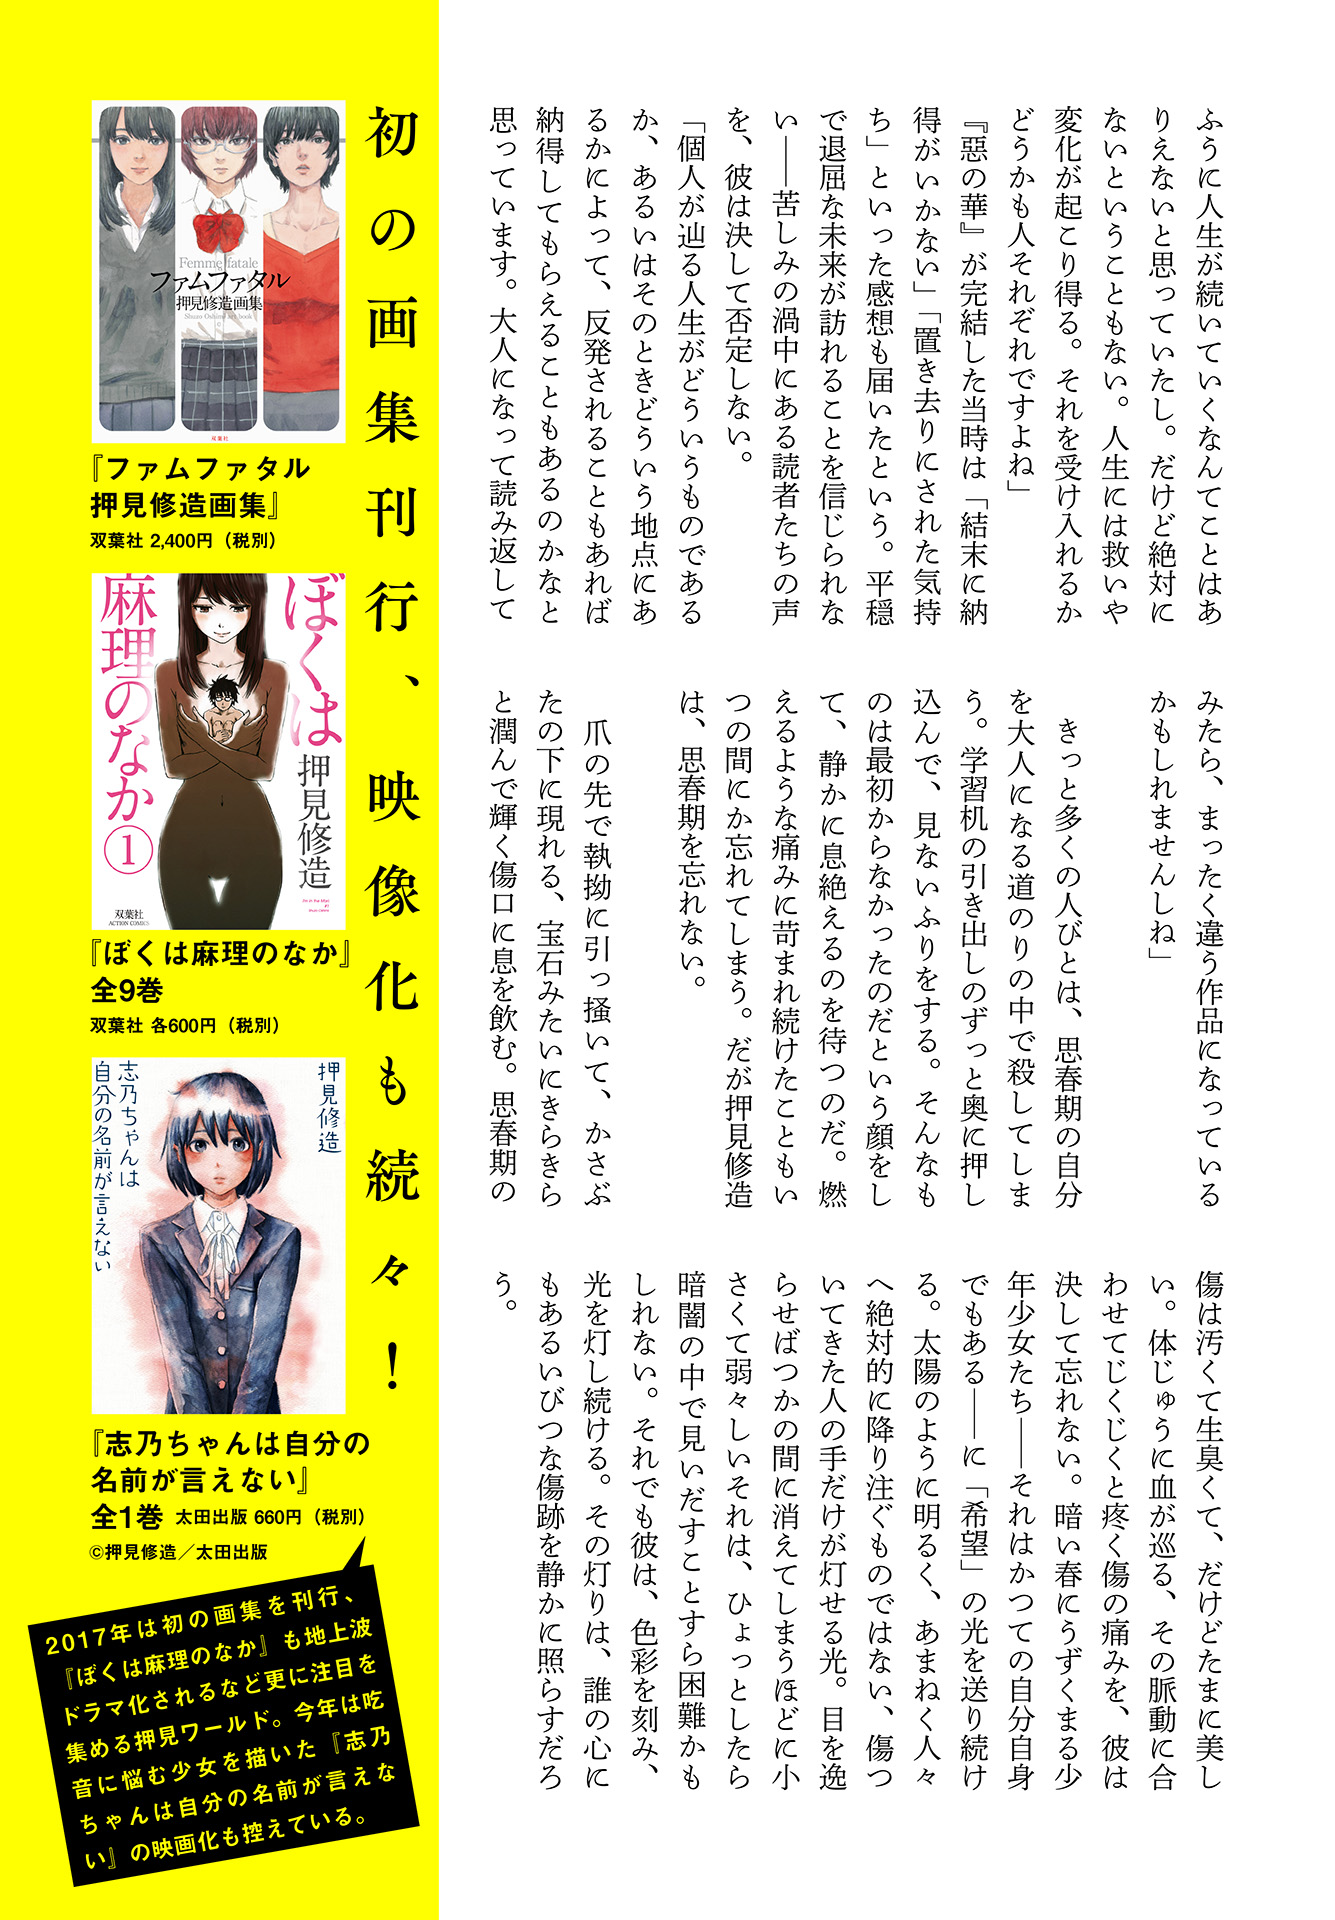 ふうに人生が続いていくなんてことはあ
りえないと思っていたし。だけど絶対に
ないということもない。人生には救いや
変化が起こり得る。それを受け入れるか
どうかも人それぞれですよね」
『惡の華』が完結した当時は「結末に納
得がいかない」「置き去りにされた気持
ち」といった感想も届いたという。平穏
で退屈な未来が訪れることを信じられな
い――苦しみの渦中にある読者たちの声
を、彼は決して否定しない。
「個人が辿る人生がどういうものである
か、あるいはそのときどういう地点にあ
るかによって、反発されることもあれば
納得してもらえることもあるのかなと
思っています。大人になって読み返して
みたら、まったく違う作品になっている
かもしれませんしね」
きっと多くの人びとは、思春期の自分
を大人になる道のりの中で殺してしま
う。学習机の引き出しのずっと奥に押し
込んで、見ないふりをする。そんなも
のは最初からなかったのだという顔をし
て、静かに息絶えるのを待つのだ。燃
えるような痛みに苛まれ続けたこともい
つの間にか忘れてしまう。だが押見修造
は、思春期を忘れない。
爪の先で執拗に引っ掻いて、かさぶ
たの下に現れる、宝石みたいにきらきら
と潤んで輝く傷口に息を飲む。思春期の
傷は汚くて生臭くて、だけどたまに美し
い。体じゅうに血が巡る、その脈動に合
わせてじくじくと疼く傷の痛みを、彼は
決して忘れない。暗い春にうずくまる少
年少女たち――それはかつての自分自身
でもある――に「希望」の光を送り続け
る。太陽のように明るく、あまねく人々
へ絶対的に降り注ぐものではない、傷つ
いてきた人の手だけが灯せる光。目を逸
らせばつかの間に消えてしまうほどに小
さくて弱々しいそれは、ひょっとしたら
暗闇の中で見いだすことすら困難かも
しれない。それでも彼は、色彩を刻み、
光を灯し続ける。その灯りは、誰の心に
もあるいびつな傷跡を静かに照らすだろ
う。
初の画集刊行、映像化も続々！
Femme fatale
ファムファタル
押見修造画集
Shuzo Oshimi art book
双葉社
『ファムファタル
押見修造画集』
双葉社 2,400円（税別）
ぼくは
麻理のなか①
押見修造
双葉社
ACTION COMICS
『ぼくは麻理のなか』
全9巻
双葉社 各600円（税別）
押見修造
志乃ちゃんは
自分の名前が言えない
『志乃ちゃんは自分の
名前が言えない』
全1巻 太田出版 660円（税別）
©押見修造／太田出版
2017年は初の画集を刊行、
『ぼくは麻理のなか』も地上波
ドラマ化されるなど更に注目を
集める押見ワールド。今年は吃
音に悩む少女を描いた『志乃
ちゃんは自分の名前が言えな
い』の映画化も控えている。